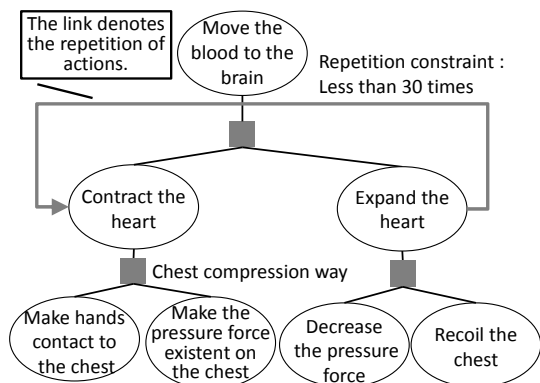 The link denotes
the repetition of
actions.
Move the
blood to the
brain
Repetition constraint :
Less than 30 times
Contract the
heart
Expand the
heart
Chest compression way
Make hands
contact to
the chest
Make the
pressure force
existent on
the chest
Decrease
the pressure
force
Recoil the
chest